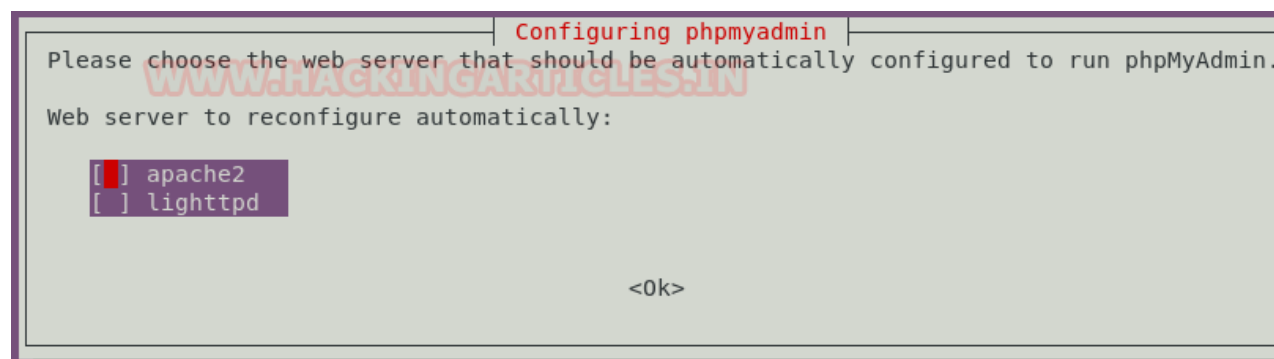 Configuring phpmyadmin
Please choose the web server that should be automatically configured to run phpMyAdmin.
WWW.HACKINGARTICLES.IN
Web server to reconfigure automatically:
[ ] apache2
[ ] lighttpd
<Ok>